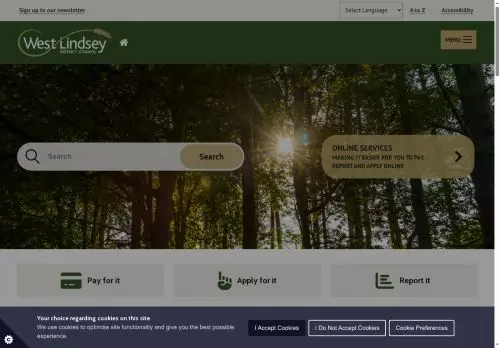 Sign up to our newsletter
Select Language
A to Z
Accessibility
West Lindsey
DISTRICT COUNCIL
MENU
Search
Search
ONLINE SERVICES
MAKING IT EASIER FOR YOU TO PAY,
REPORT AND APPLY ONLINE
Pay for it
Apply for it
Report it
Your choice regarding cookies on this site
We use cookies to optimise site functionality and give you the best possible
experience.
I Accept Cookies
I Do Not Accept Cookies
Cookie Preferences